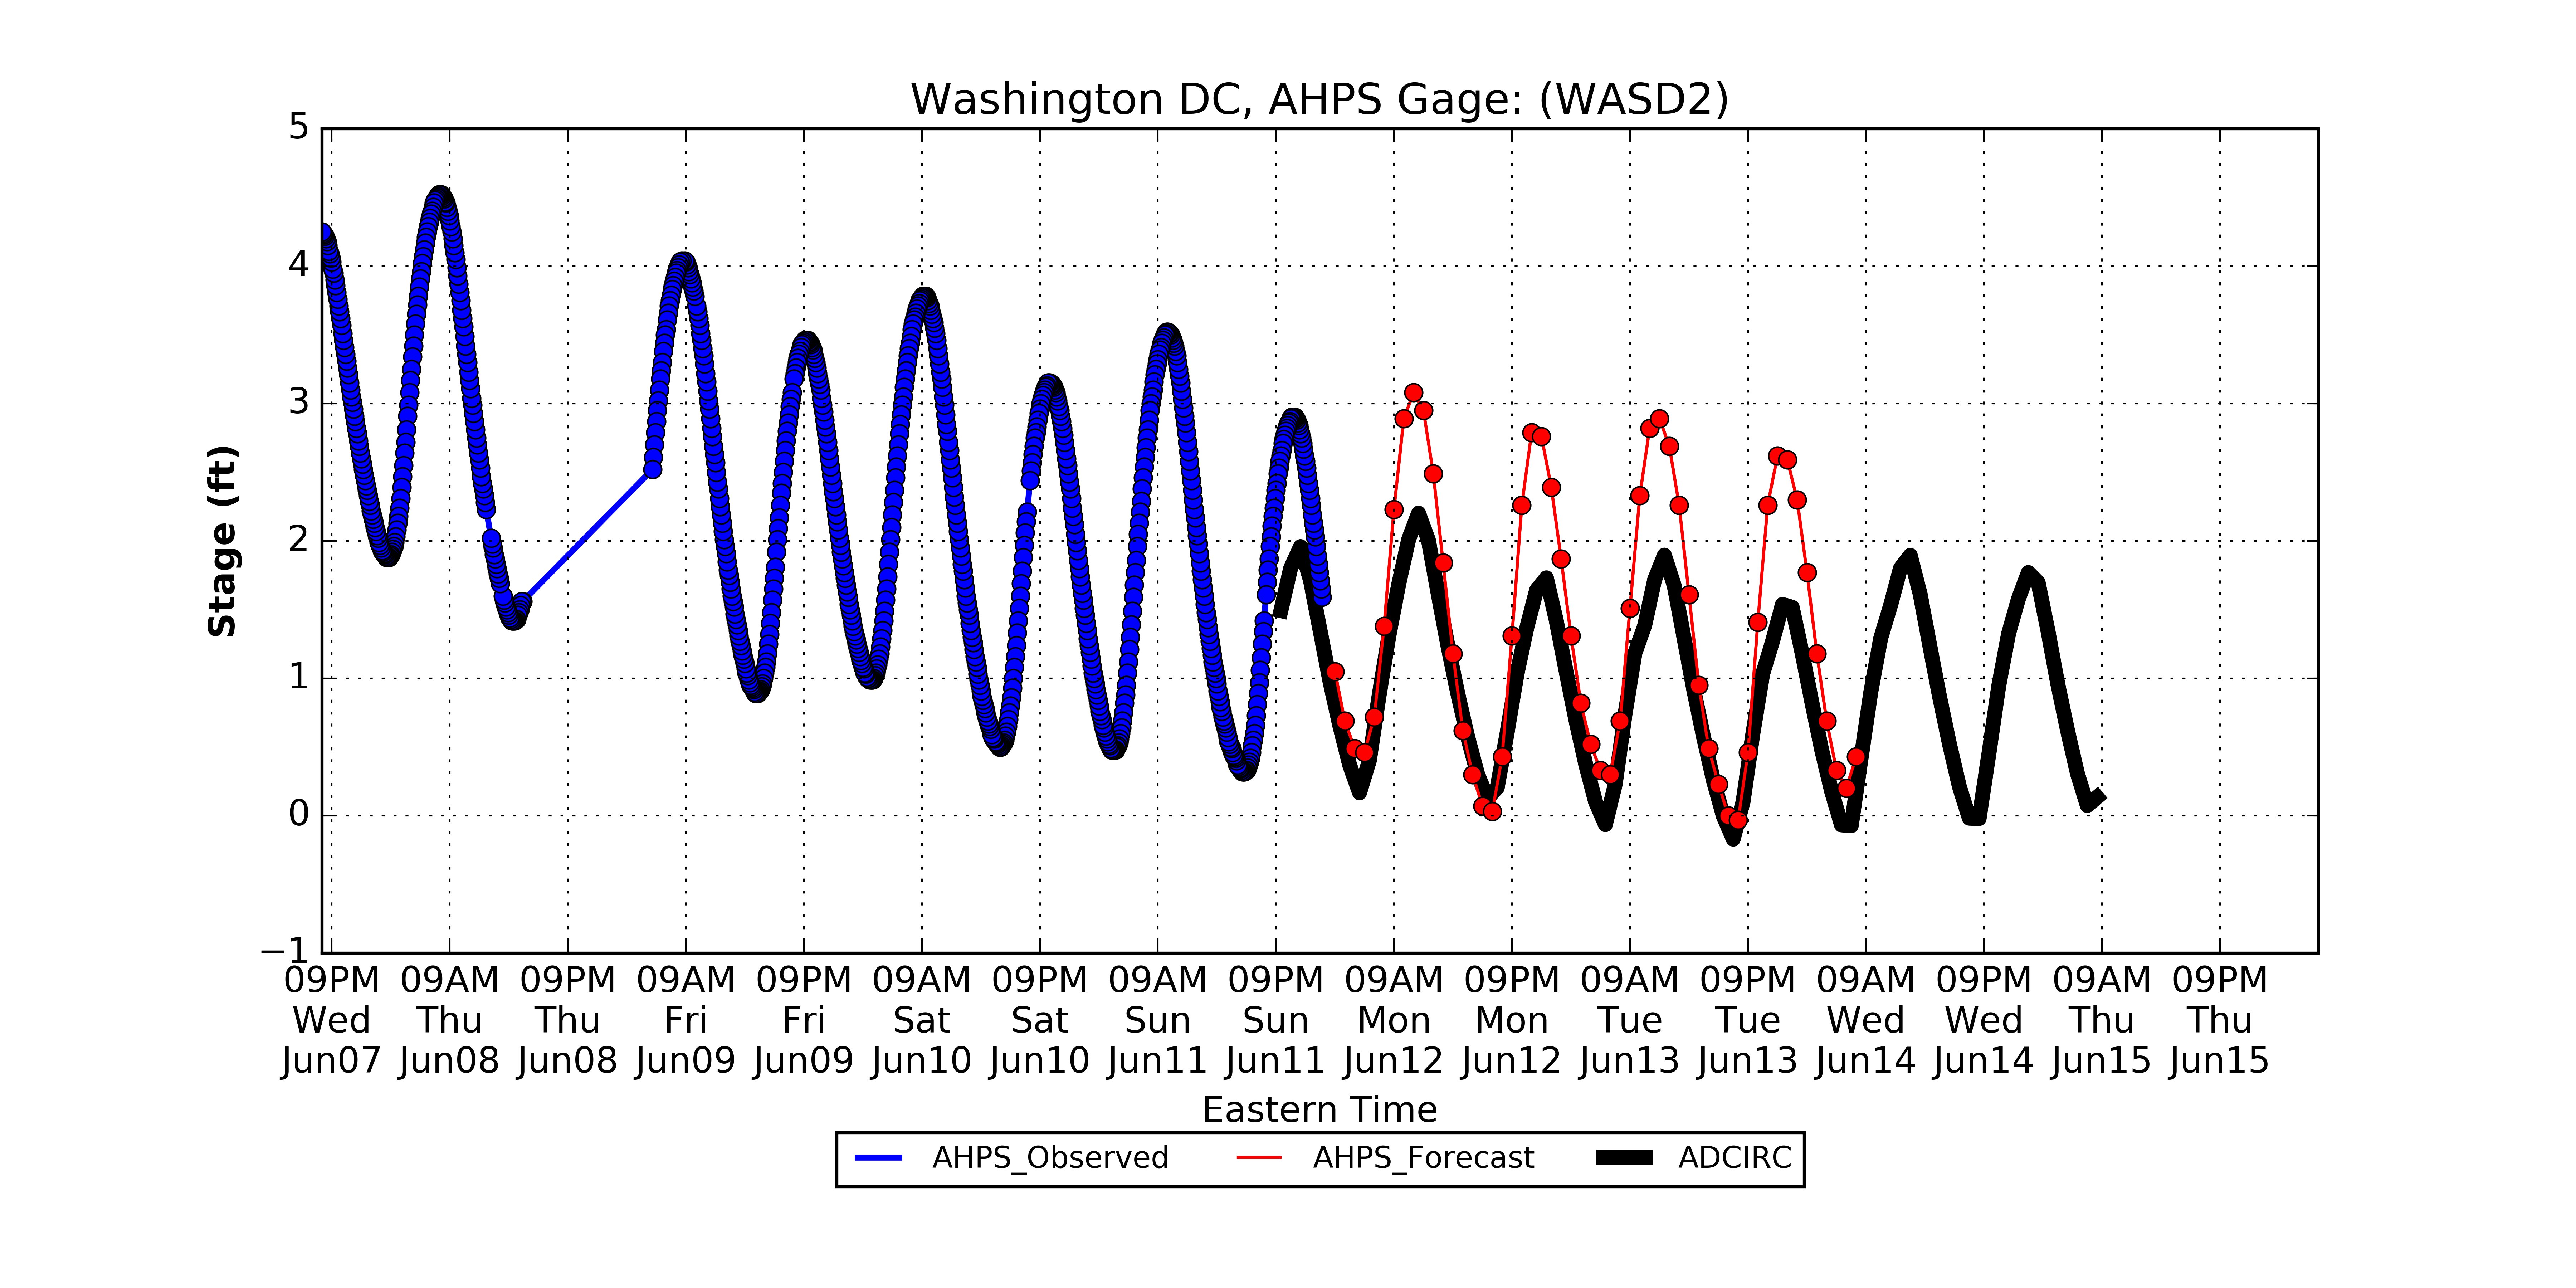 Washington DC, AHPS Gage: (WASD2)
5
4
3
2
1
0
−1
Stage (ft)
09PM 09AM 09PM 09AM 09PM 09AM 09PM 09AM 09PM 09AM 09PM 09AM 09PM 09AM 09PM 09AM 09PM
Wed Thu Thu Fri Fri Sat Sat Sun Sun Mon Mon Tue Tue Wed Wed Thu Thu
Jun07 Jun08 Jun08 Jun09 Jun09 Jun10 Jun10 Jun11 Jun11 Jun12 Jun12 Jun13 Jun13 Jun14 Jun14 Jun15 Jun15
Eastern Time
AHPS_Observed AHPS_Forecast ADCIRC